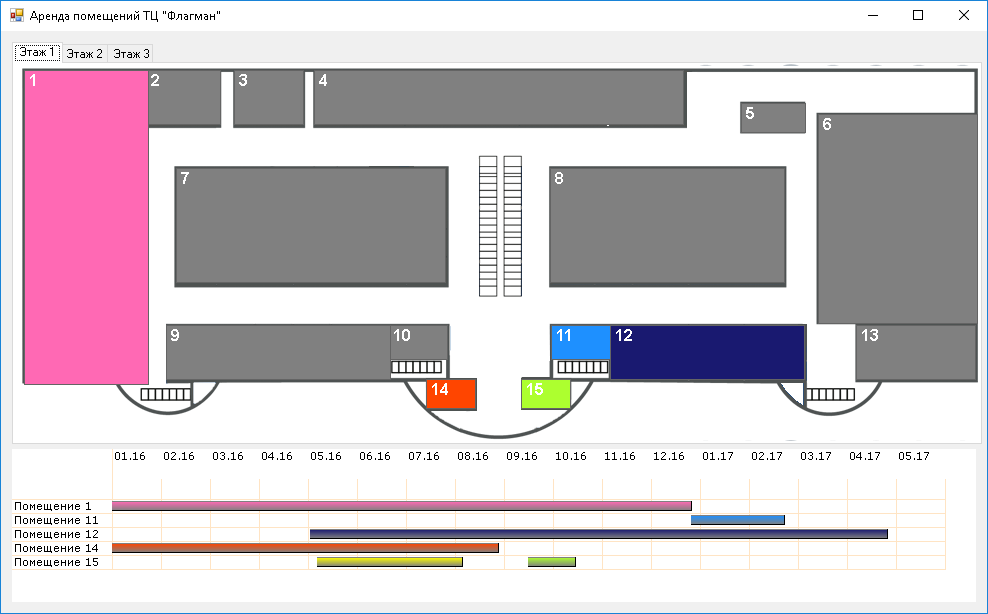 Аренда помещений ТЦ "Флагман"
Этаж 1 Этаж 2 Этаж 3
1 2 3 4
5
6
7 8
9 10 11 12 13
14 15
01.16 02.16 03.16 04.16 05.16 06.16 07.16 08.16 09.16 10.16 11.16 12.16 01.17 02.17 03.17 04.17 05.17
Помещение 1
Помещение 11
Помещение 12
Помещение 14
Помещение 15